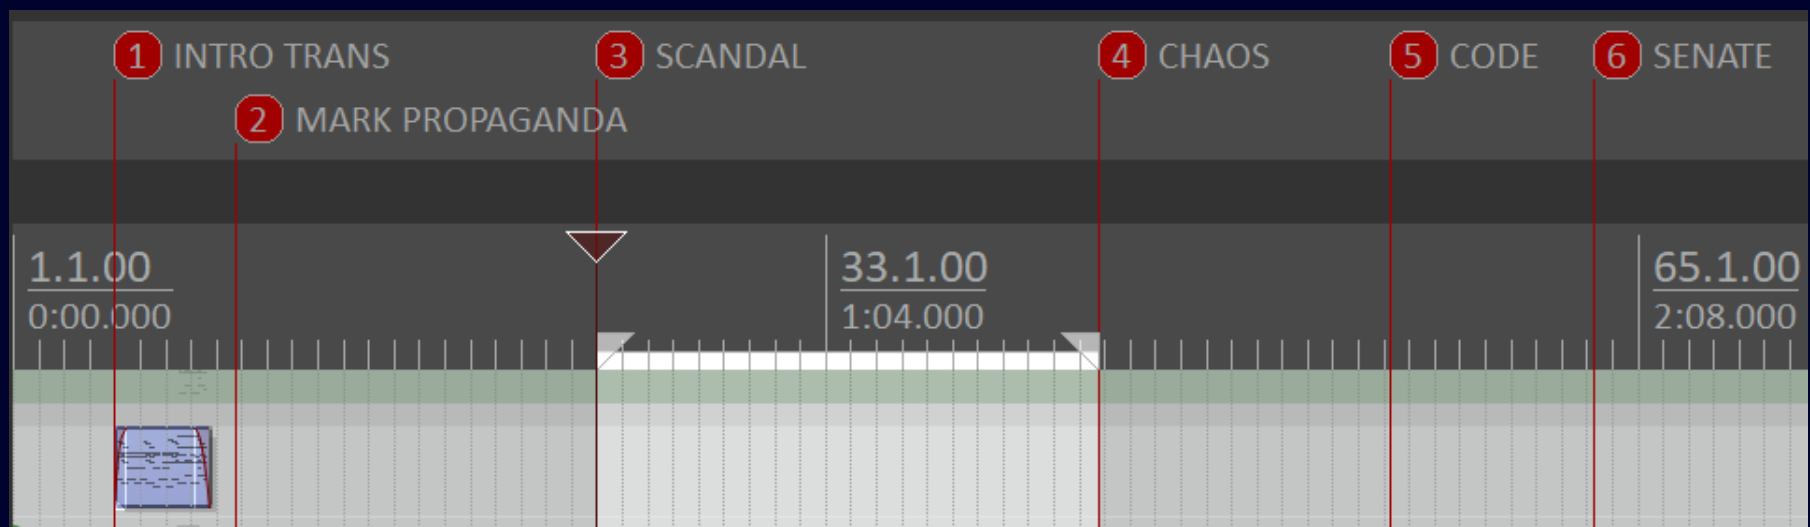 1 INTRO TRANS 3 SCANDAL 4 CHAOS 5 CODE 6 SENATE
2 MARK PROPAGANDA
1.1.00 33.1.00 65.1.00
0:00.000 1:04.000 2:08.000